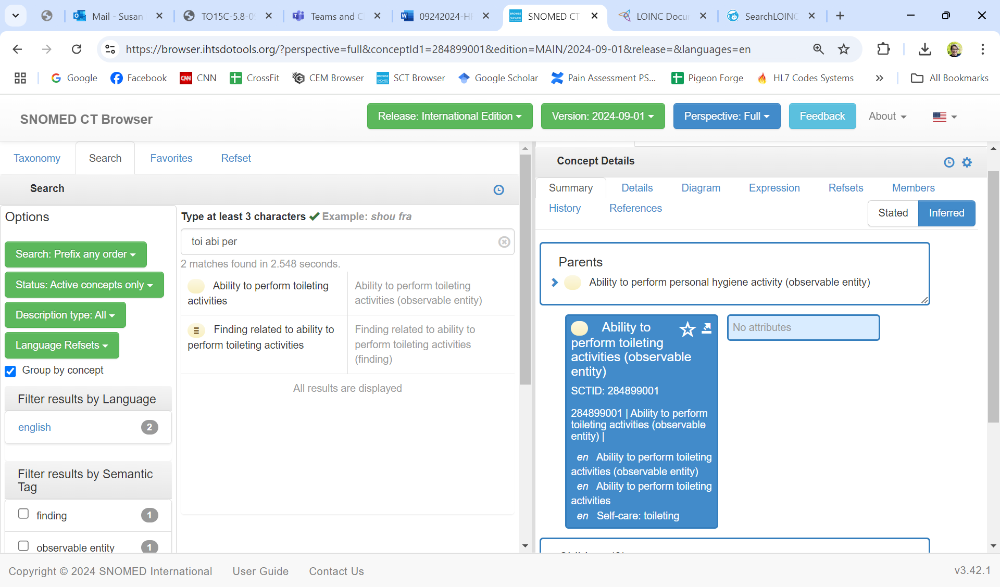 Mail - Susan
TO15C-5.8-0
Teams and C
09242024-H
SNOMED CT
LOINC Docu
SearchLOINC
https://browser.ihtsdotools.org/?perspective=full&conceptId1=284899001&edition=MAIN/2024-09-01&release=&languages=en
Google
Facebook
CNN
CrossFit
CEM Browser
SCT Browser
Google Scholar
Pain Assessment PS...
Pigeon Forge
HL7 Codes Systems
All Bookmarks
SNOMED CT Browser
Release: International Edition
Version: 2024-09-01
Perspective: Full
Feedback
About
Taxonomy
Search
Favorites
Refset
Search
Options
Search: Prefix any order
Status: Active concepts only
Description type: All
Language Refsets
Group by concept
Filter results by Language
english 2
Filter results by Semantic
Tag
finding 1
observable entity 1
Type at least 3 characters Example: shou fra
toi abi per
2 matches found in 2.548 seconds.
Ability to perform toileting
activities
Ability to perform toileting
activities (observable entity)
Finding related to ability to
perform toileting activities
Finding related to ability to
perform toileting activities
(finding)
All results are displayed
Concept Details
Summary
Details
Diagram
Expression
Refsets
Members
History
References
Stated
Inferred
Parents
Ability to perform personal hygiene activity (observable entity)
Ability to
perform toileting
activities (observable
entity)
SCTID: 284899001
284899001 | Ability to perform
toileting activities (observable
entity) |
en Ability to perform toileting
activities (observable entity)
en Ability to perform toileting
activities
en Self-care: toileting
No attributes
Copyright © 2024 SNOMED International
User Guide
Contact Us
v3.42.1